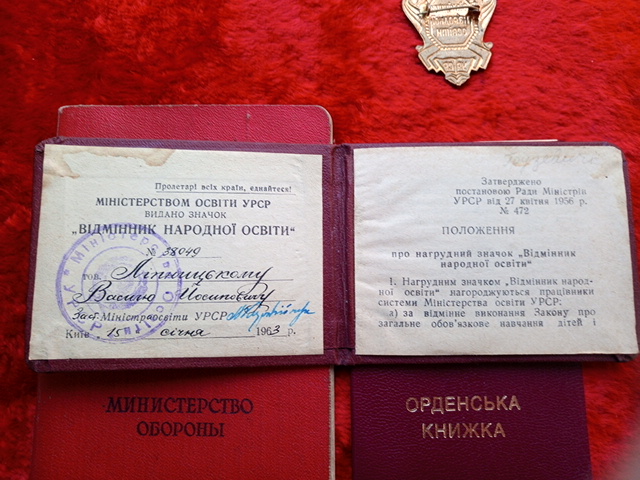 Пролетарі всіх країн, еднайтеся!
МІНІСТЕРСТВОМ ОСВІТИ УРСР
ВИДАНО ЗНАЧОК
„ВІДМІННИК НАРОДНОЇ ОСВІТИ“
№ 38049
тов. Ліпницкому
Василю Йосиповичу
Заст. Міністра освіти УРСР
Київ 15 січня 1963 р.
Затверджено
постановою Ради Міністрів
УРСР від 27 квітня 1956 р.
№ 472
ПОЛОЖЕННЯ
про нагрудний значок „Відмінник
народної освіти“
1. Нагрудним значком „Відмінник народ-
ної освіти“ нагороджуються працівники
системи Міністерства освіти УРСР:
а) за відмінне виконання Закону про
загальне обов'язкове навчання дітей і
МИНИСТЕРСТВО
ОБОРОНЫ
ОРДЕНСЬКА
КНИЖКА